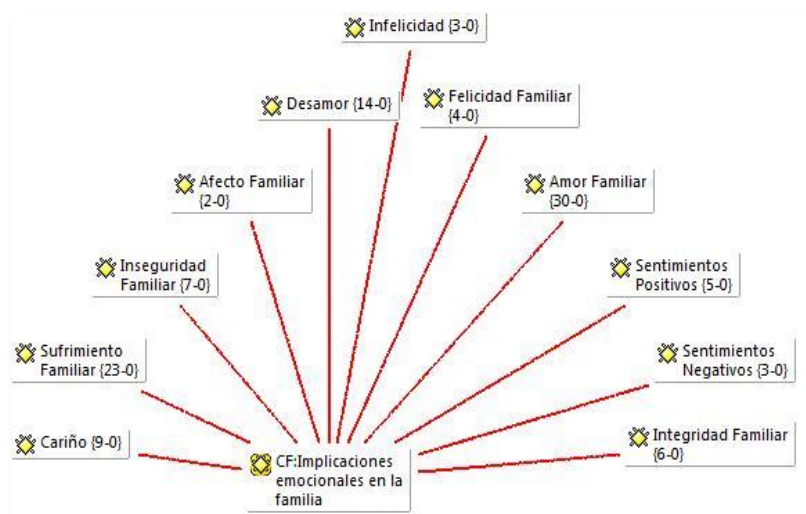 Infelicidad {3-0}
Desamor {14-0}
Felicidad Familiar
{4-0}
Afecto Familiar
{2-0}
Amor Familiar
{30-0}
Inseguridad
Familiar {7-0}
Sentimientos
Positivos {5-0}
Sufrimiento
Familiar {23-0}
Sentimientos
Negativos {3-0}
Cariño {9-0}
Integridad Familiar
{6-0}
CF:Implicaciones
emocionales en la
familia